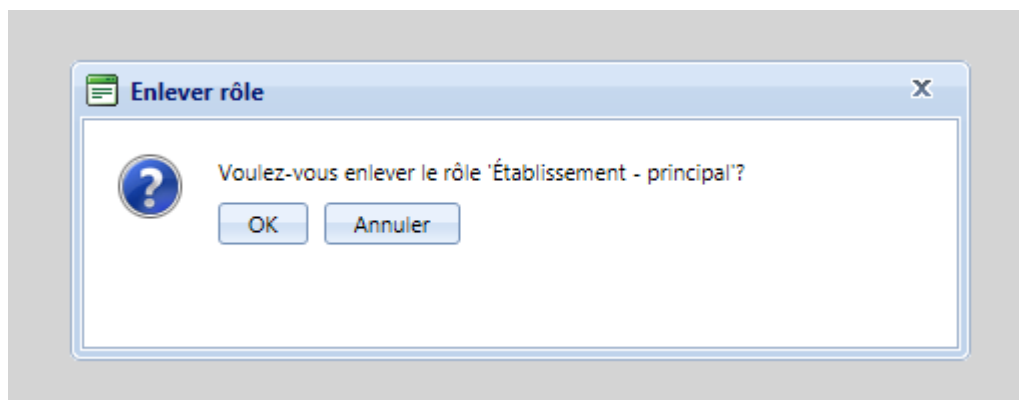 Enlever rôle
Voulez-vous enlever le rôle 'Établissement - principal'?
OK Annuler